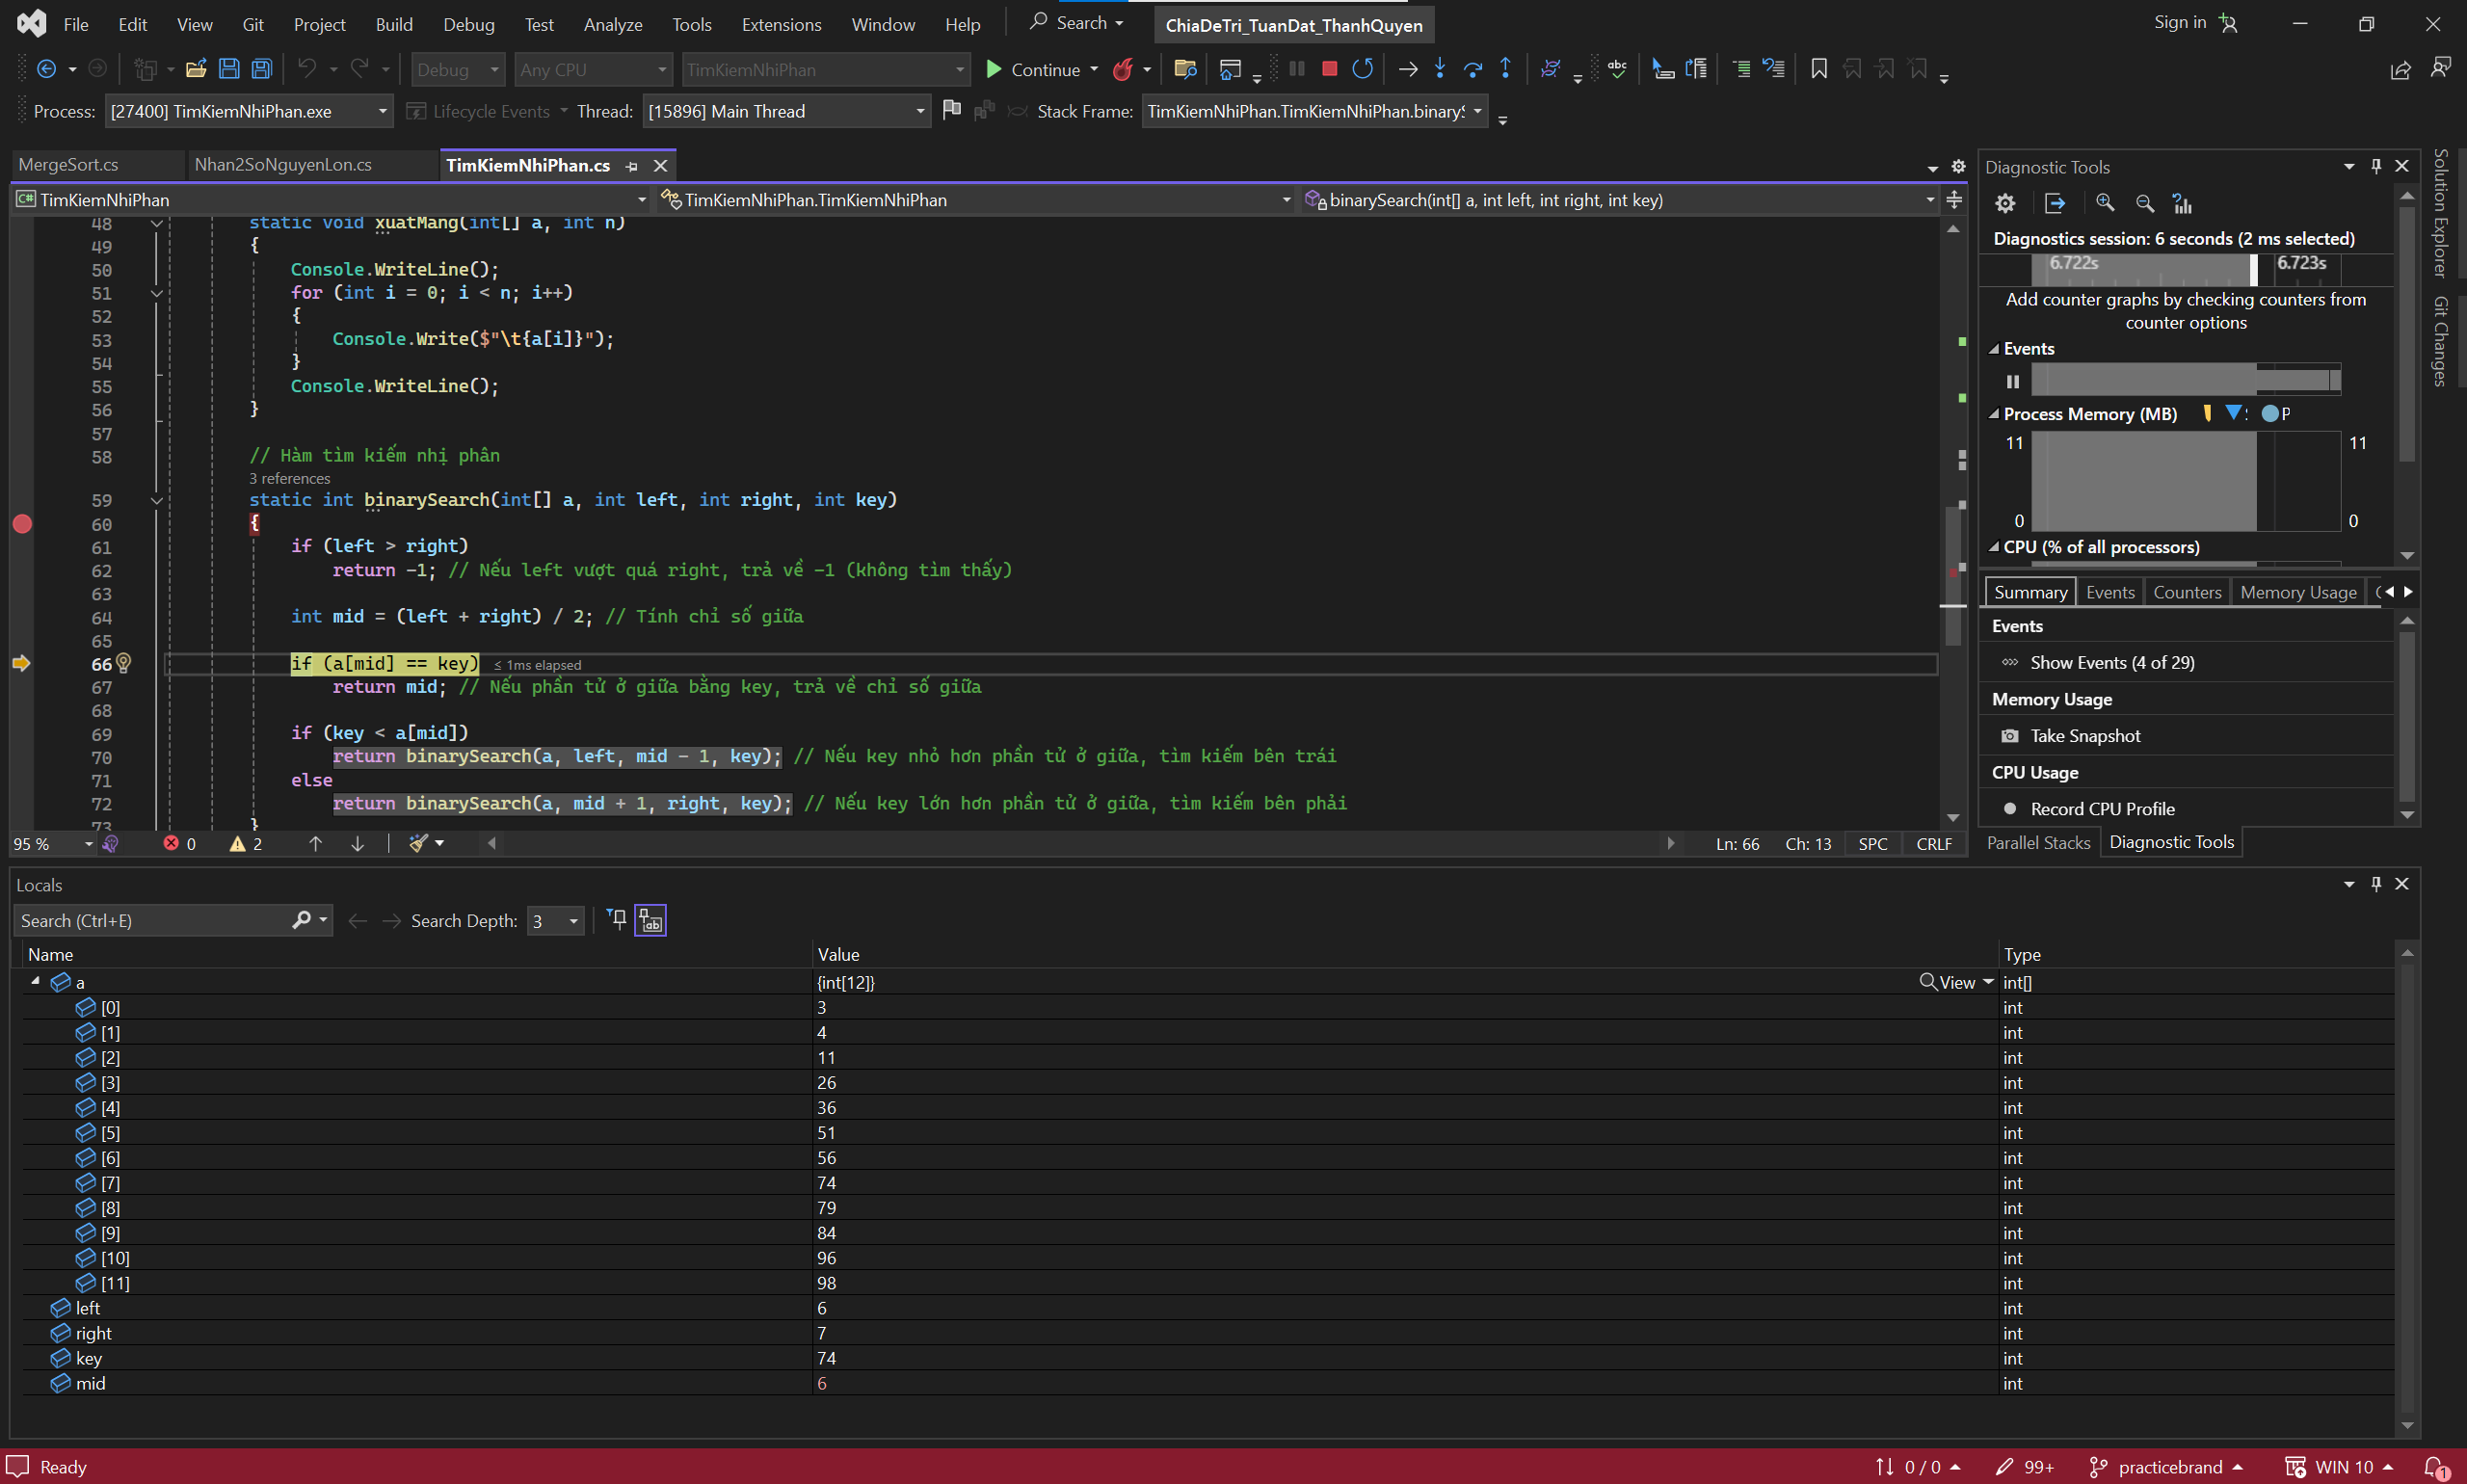 File Edit View Git Project Build Debug Test Analyze Tools Extensions Window Help Search ChiaDeTri_TuanDat_ThanhQuyen Sign in
Debug Any CPU TimKiemNhiPhan Continue
Process: [27400] TimKiemNhiPhan.exe Lifecycle Events Thread: [15896] Main Thread Stack Frame: TimKiemNhiPhan.TimKiemNhiPhan.binaryS
MergeSort.cs Nhan2SoNguyenLon.cs TimKiemNhiPhan.cs
C# TimKiemNhiPhan TimKiemNhiPhan.TimKiemNhiPhan binarySearch(int[] a, int left, int right, int key)
48 static void xuatMang(int[] a, int n)
49 {
50 Console.WriteLine();
51 for (int i = 0; i < n; i++)
52 {
53 Console.Write($"\t{a[i]}");
54 }
55 Console.WriteLine();
56 }
57
58 // Hàm tìm kiếm nhị phân
3 references
59 static int binarySearch(int[] a, int left, int right, int key)
60 {
61 if (left > right)
62 return -1; // Nếu left vượt quá right, trả về -1 (không tìm thấy)
63
64 int mid = (left + right) / 2; // Tính chỉ số giữa
65
66 if (a[mid] == key) ≤ 1ms elapsed
67 return mid; // Nếu phần tử ở giữa bằng key, trả về chỉ số giữa
68
69 if (key < a[mid])
70 return binarySearch(a, left, mid - 1, key); // Nếu key nhỏ hơn phần tử ở giữa, tìm kiếm bên trái
71 else
72 return binarySearch(a, mid + 1, right, key); // Nếu key lớn hơn phần tử ở giữa, tìm kiếm bên phải
73 }
95 % 0 2 Ln: 66 Ch: 13 SPC CRLF
Diagnostic Tools
Diagnostics session: 6 seconds (2 ms selected)
6.722s 6.723s
Add counter graphs by checking counters from
counter options
Events
Process Memory (MB) P
11 11
0 0
CPU (% of all processors)
Summary Events Counters Memory Usage
Events
Show Events (4 of 29)
Memory Usage
Take Snapshot
CPU Usage
Record CPU Profile
Parallel Stacks Diagnostic Tools
Solution Explorer
Git Changes
Locals
Search (Ctrl+E) Search Depth: 3
Name Value Type
a {int[12]} View int[]
[0] 3 int
[1] 4 int
[2] 11 int
[3] 26 int
[4] 36 int
[5] 51 int
[6] 56 int
[7] 74 int
[8] 79 int
[9] 84 int
[10] 96 int
[11] 98 int
left 6 int
right 7 int
key 74 int
mid 6 int
Ready 0 / 0 99+ practicebrand WIN 10 1